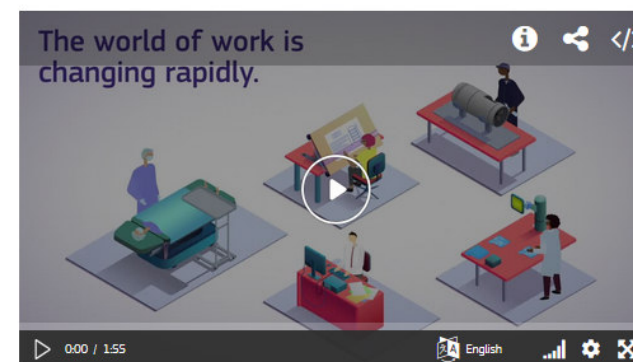 The world of work is
changing rapidly.
0:00 / 1:55
English